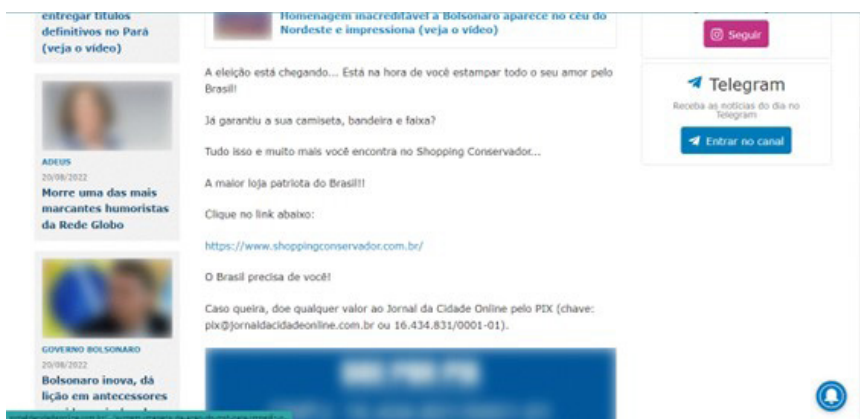 entregar títulos
definitivos no Pará
(veja o vídeo)
ADEUS
20/08/2022
Morre uma das mais
marcantes humoristas
da Rede Globo
GOVERNO BOLSONARO
20/08/2022
Bolsonaro inova, dá
lição em antecessores
Homenagem inacreditável a Bolsonaro aparece no céu do
Nordeste e impressiona (veja o vídeo)
A eleição está chegando... Está na hora de você estampar todo o seu amor pelo
Brasil!
Já garantiu a sua camiseta, bandeira e faixa?
Tudo isso e muito mais você encontra no Shopping Conservador...
A maior loja patriota do Brasil!!
Clique no link abaixo:
https://www.shoppingconservador.com.br/
O Brasil precisa de você!
Caso queira, doe qualquer valor ao Jornal da Cidade Online pelo PIX (chave:
pix@jornaldacidadeonline.com.br ou 16.434.831/0001-01).
Seguir
Telegram
Receba as notícias do dia no
Telegram
Entrar no canal